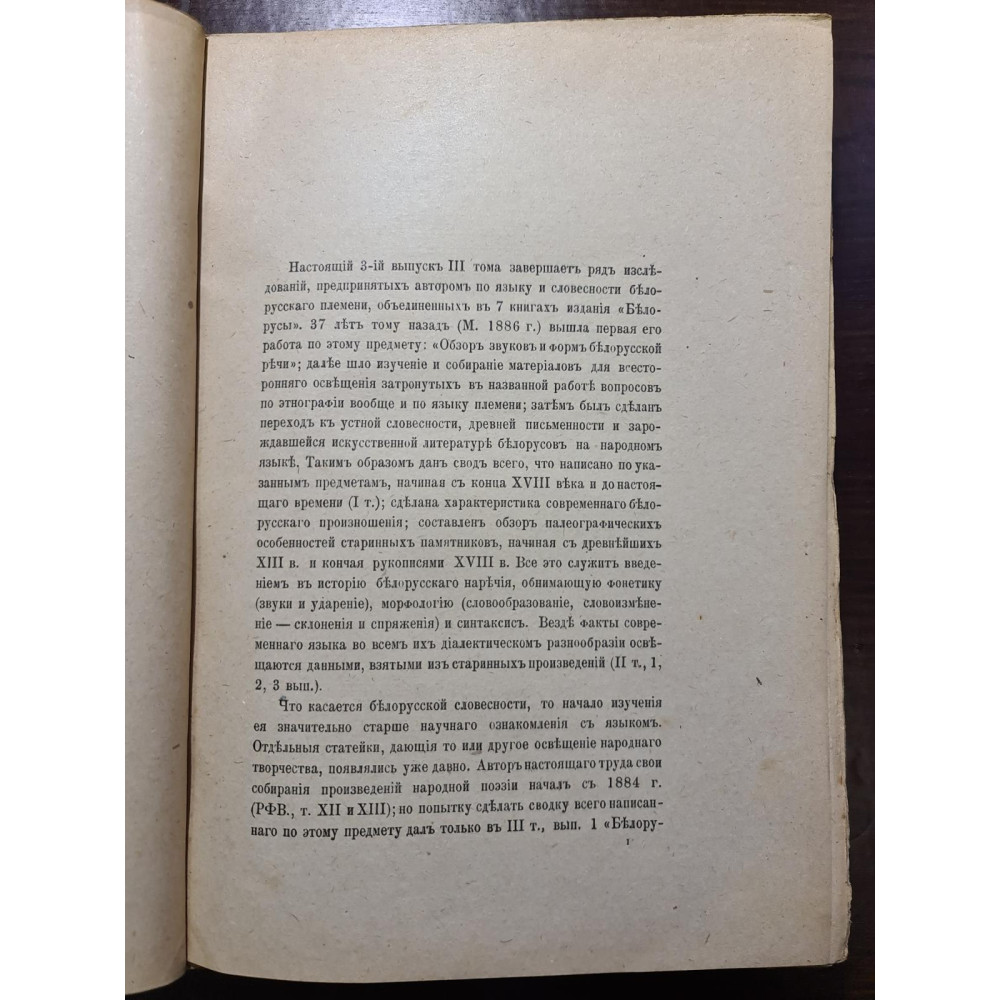 Настоящій 3-ій выпускъ III тома завершаетъ рядъ изслѣ-
дованій, предпринятыхъ авторомъ по языку и словесности бѣло-
русскаго племени, объелиненныхъ въ 7 книгахъ изданія «Бѣло-
русы». 37 лѣтъ тому назадъ (М. 1886 г.) вышла первая его
работа по этому предмету: «Обзоръ звуковъ и формъ бѣлорусской
рѣчи»; далѣе шло изученіе и собираніе матеріаловъ для всесто-
ронняго освѣщенія затронутыхъ въ названной работѣ вопросовъ
по этнографіи вообще и по языку племени; затѣмъ былъ сдѣланъ
переходъ къ устной словесности, древней письменности и заро-
ждавшейся искусственной литературѣ бѣлорусовъ на народномъ
языкѣ. Такимъ образомъ данъ сводъ всего, что написано по ука-
заннымъ предметамъ, начиная съ конца XVIII вѣка и до настоя-
щаго времени (I т.); сдѣлана характеристика современнаго бѣло-
русскаго произношенія; составленъ обзоръ палеографическихъ
особенностей старинныхъ памятниковъ, начиная съ древнѣйшихъ
XIII в. и кончая рукописями XVIII в. Все это служитъ введе-
ніемъ въ исторію бѣлорусскаго нарѣчія, обнимающую фонетику
(звуки и удареніе), морфологію (словообразованіе, словоизмѣне-
ніе — склоненія и спряженія) и синтаксисъ. Вездѣ факты совре-
меннаго языка во всемъ ихъ діалектическомъ разнообразіи освѣ-
щаются данными, взятыми изъ старинныхъ произведеній (II т., 1,
2, 3 вып.).
Что касается бѣлорусской словесности, то начало изученія
ея значительно старше научнаго ознакомленія съ языкомъ.
Отдѣльныя статейки, дающія то или другое освѣщеніе народнаго
творчества, появлялись уже давно. Авторъ настоящаго труда свои
собиранія произведеній народной поэзіи началъ съ 1884 г.
(РФВ., т. XII и XIII); но попытку сдѣлать сводку всего написан-
наго по этому предмету далъ только въ III т., вып. 1 «Бѣлору-
1